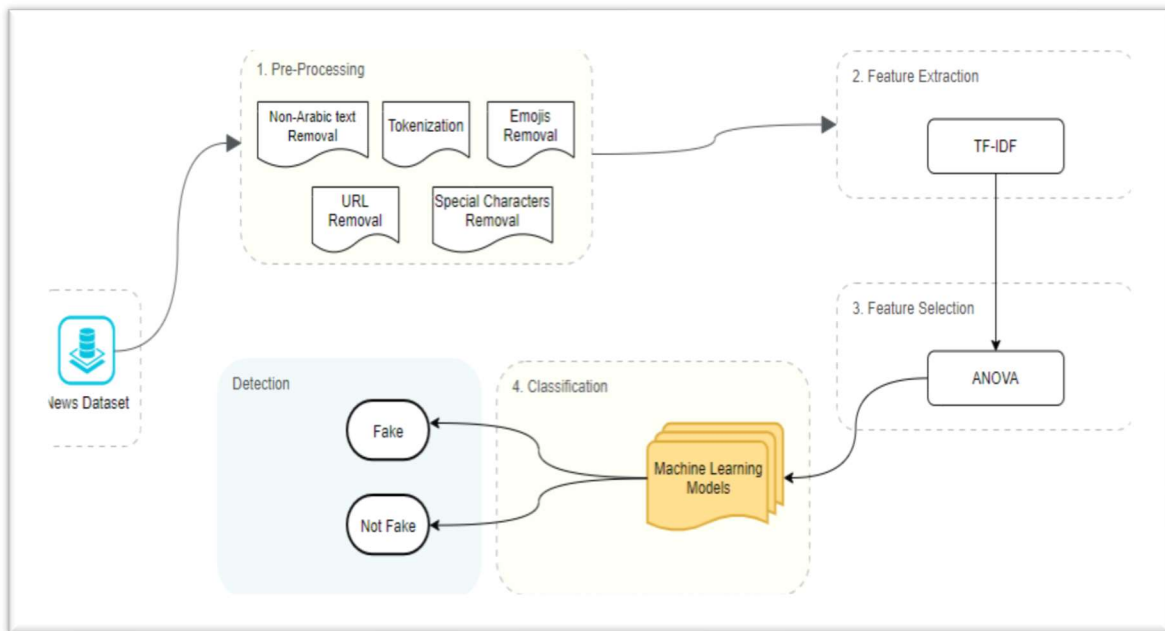 1. Pre-Processing
Non-Arabic text
Removal
Tokenization
Emojis
Removal
URL
Removal
Special Characters
Removal
2. Feature Extraction
TF-IDF
3. Feature Selection
ANOVA
News Dataset
Detection
Fake
Not Fake
4. Classification
Machine Learning
Models